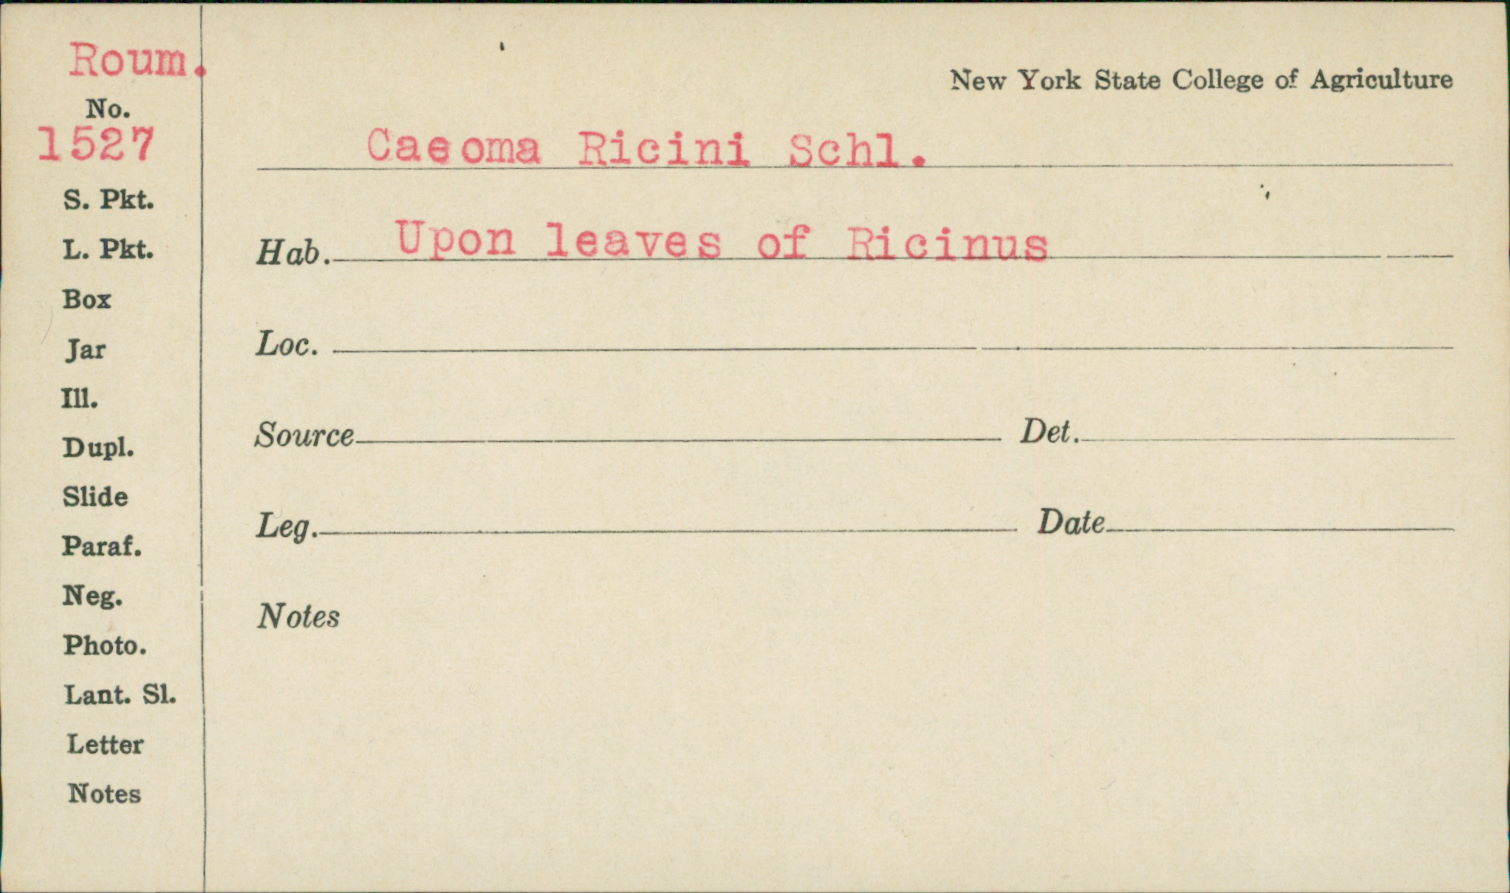 Roum.
No.
1527
S. Pkt.
L. Pkt.
Box
Jar
Ill.
Dupl.
Slide
Paraf.
Neg.
Photo.
Lant. Sl.
Letter
Notes
New York State College of Agriculture
Caeoma Ricini Schl.
Hab. Upon leaves of Ricinus
Loc.
Source Det.
Leg. Date
Notes